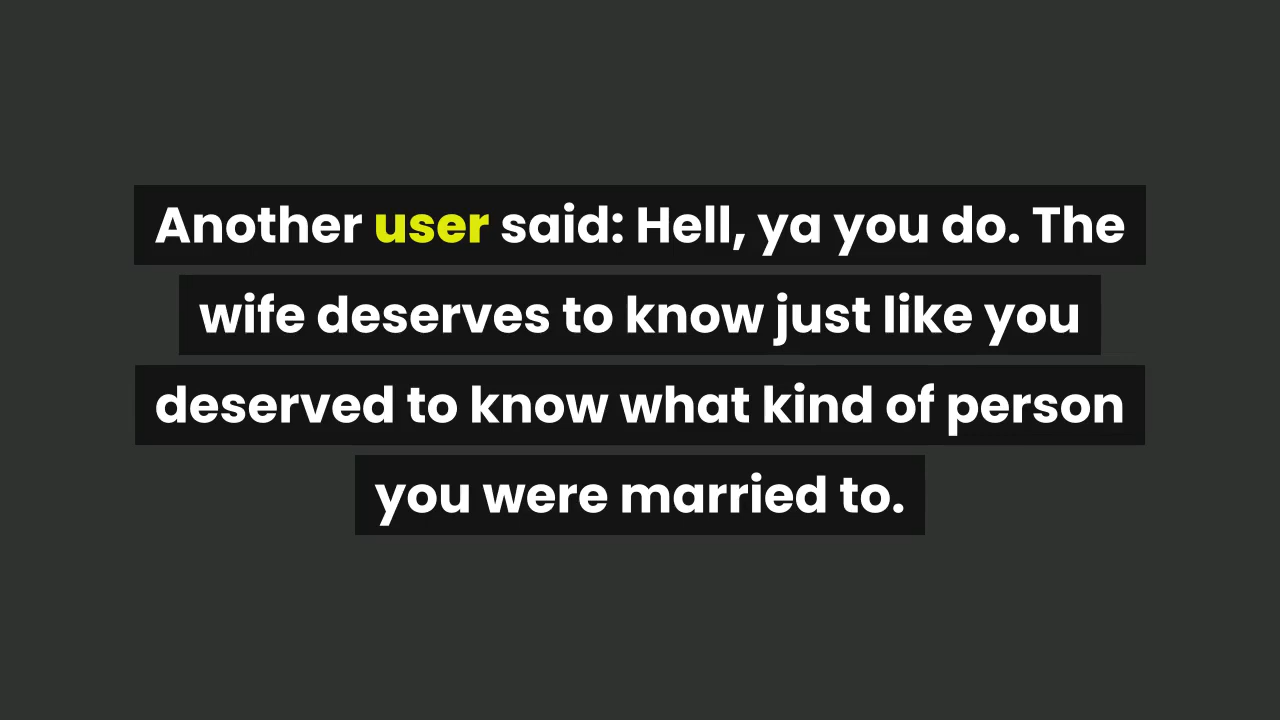 Another user said: Hell, ya you do. The
wife deserves to know just like you
deserved to know what kind of person
you were married to.